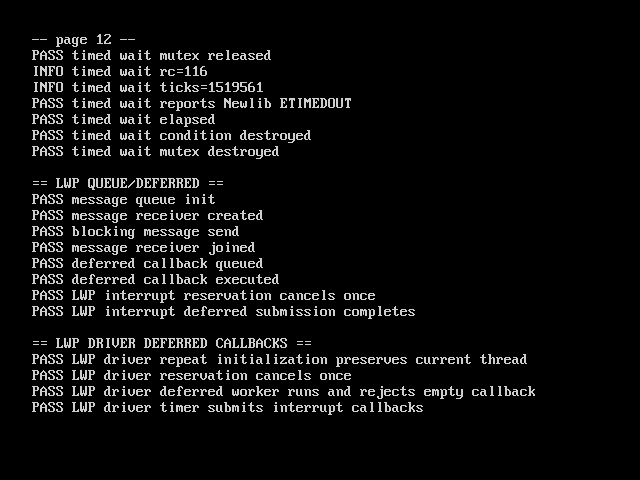 -- page 12 --
PASS timed wait mutex released
INFO timed wait rc=116
INFO timed wait ticks=1519561
PASS timed wait reports Newlib ETIMEDOUT
PASS timed wait elapsed
PASS timed wait condition destroyed
PASS timed wait mutex destroyed
== LWP QUEUE/DEFERRED ==
PASS message queue init
PASS message receiver created
PASS blocking message send
PASS message receiver joined
PASS deferred callback queued
PASS deferred callback executed
PASS LWP interrupt reservation cancels once
PASS LWP interrupt deferred submission completes
== LWP DRIVER DEFERRED CALLBACKS ==
PASS LWP driver repeat initialization preserves current thread
PASS LWP driver reservation cancels once
PASS LWP driver deferred worker runs and rejects empty callback
PASS LWP driver timer submits interrupt callbacks